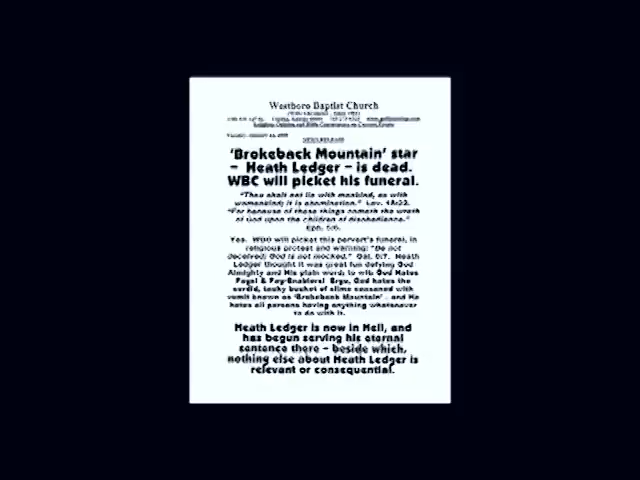 Westboro Baptist Church
'Brokeback Mountain' star
– Heath Ledger – is dead.
WBC will picket his funeral.
"Thou shalt not lie with mankind, as with
womankind; it is abomination." Lev. 18:22.
"For because of these things cometh the wrath
of God upon the children of disobedience."
Eph. 5:6.
Yes. WBC will picket this pervert's funeral, in
religious protest and warning: "Be not
deceived; God is not mocked." Gal. 6:7. Heath
Ledger thought it was great fun defying God
Almighty and His plain word; to wit: God Hates
Fags! & Fag-Enablers! Ergo, God hates the
sordid, tacky bucket of slime seasoned with
vomit known as 'Brokeback Mountain' - and He
hates all persons having anything whatsoever
to do with it.
Heath Ledger is now in Hell, and
has begun serving his eternal
sentence there – beside which,
nothing else about Heath Ledger is
relevant or consequential.